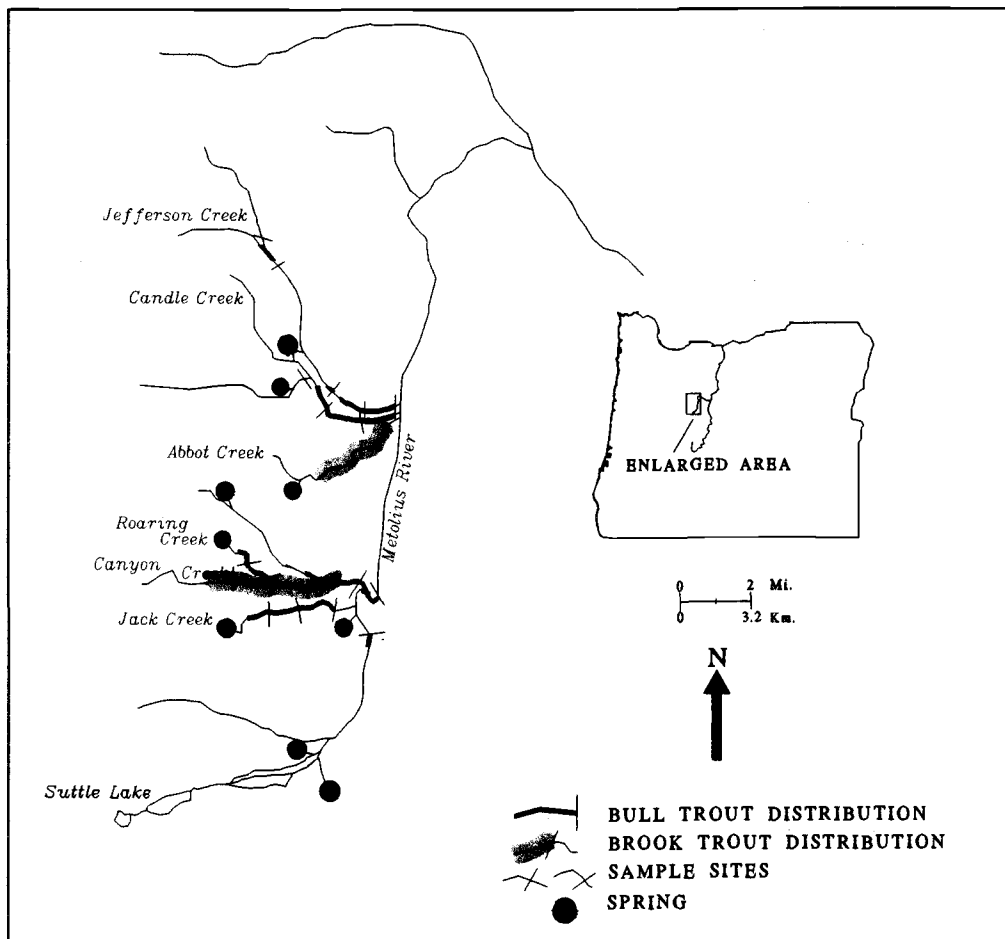 Jefferson Creek
Candle Creek
Abbot Creek
Metolius River
Roaring
Creek
Canyon
Jack Creek
Suttle Lake
ENLARGED AREA
0 2 Mi.
0 3.2 Km.
N
BULL TROUT DISTRIBUTION
BROOK TROUT DISTRIBUTION
SAMPLE SITES
SPRING